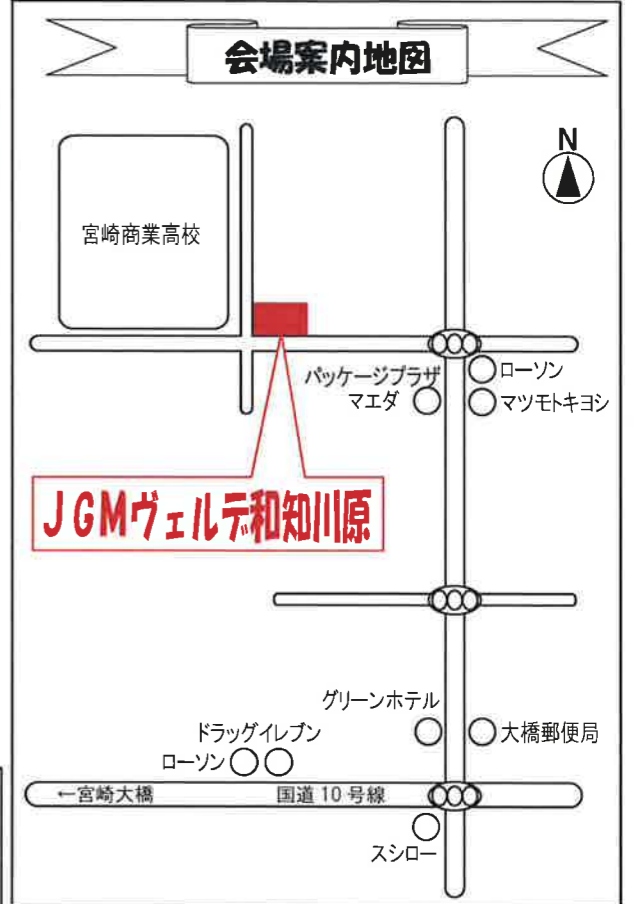 会場案内地図
N
宮崎商業高校
パッケージプラザ
マエダ
ローソン
マツモトキヨシ
JGMヴェルデ和知川原
グリーンホテル
大橋郵便局
ドラッグイレブン
ローソン
←宮崎大橋
国道10号線
スシロー